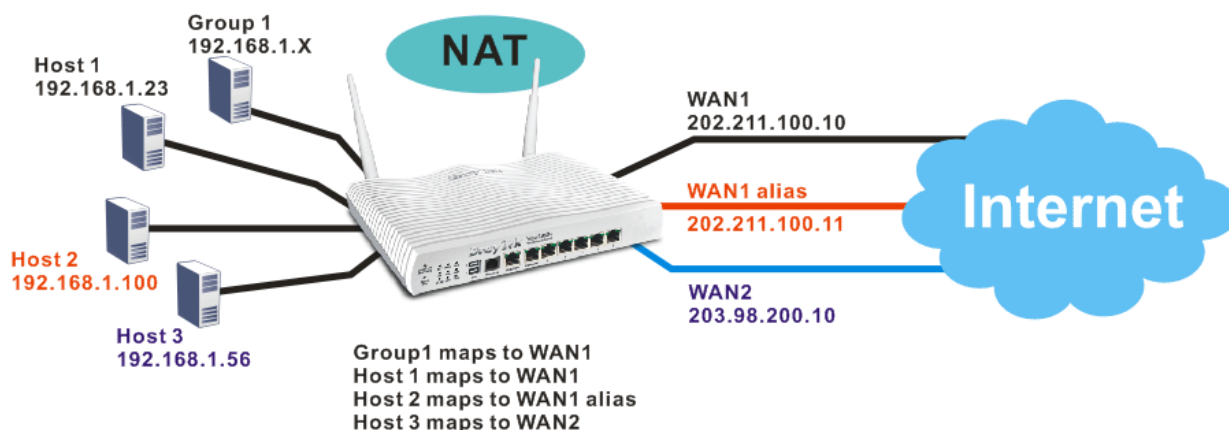 Group 1
192.168.1.X
NAT
Host 1
192.168.1.23
WAN1
202.211.100.10
WAN1 alias
202.211.100.11
Internet
Host 2
192.168.1.100
WAN2
203.98.200.10
Host 3
192.168.1.56
Group1 maps to WAN1
Host 1 maps to WAN1
Host 2 maps to WAN1 alias
Host 3 maps to WAN2